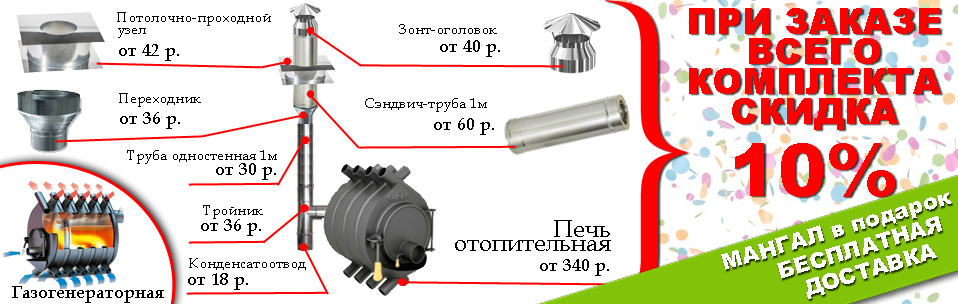 Потолочно-проходной
узел
от 42 р.
Переходник
от 36 р.
Труба одностенная 1м
от 30 р.
Тройник
от 36 р.
Конденсатоотвод
от 18 р.
Газогенераторная
Зонт-оголовок
от 40 р.
Сэндвич-труба 1м
от 60 р.
Печь
отопительная
от 340 р.
ПРИ ЗАКАЗЕ
ВСЕГО
КОМПЛЕКТА
СКИДКА
10%
МАНГАЛ в подарок
БЕСПЛАТНАЯ
ДОСТАВКА